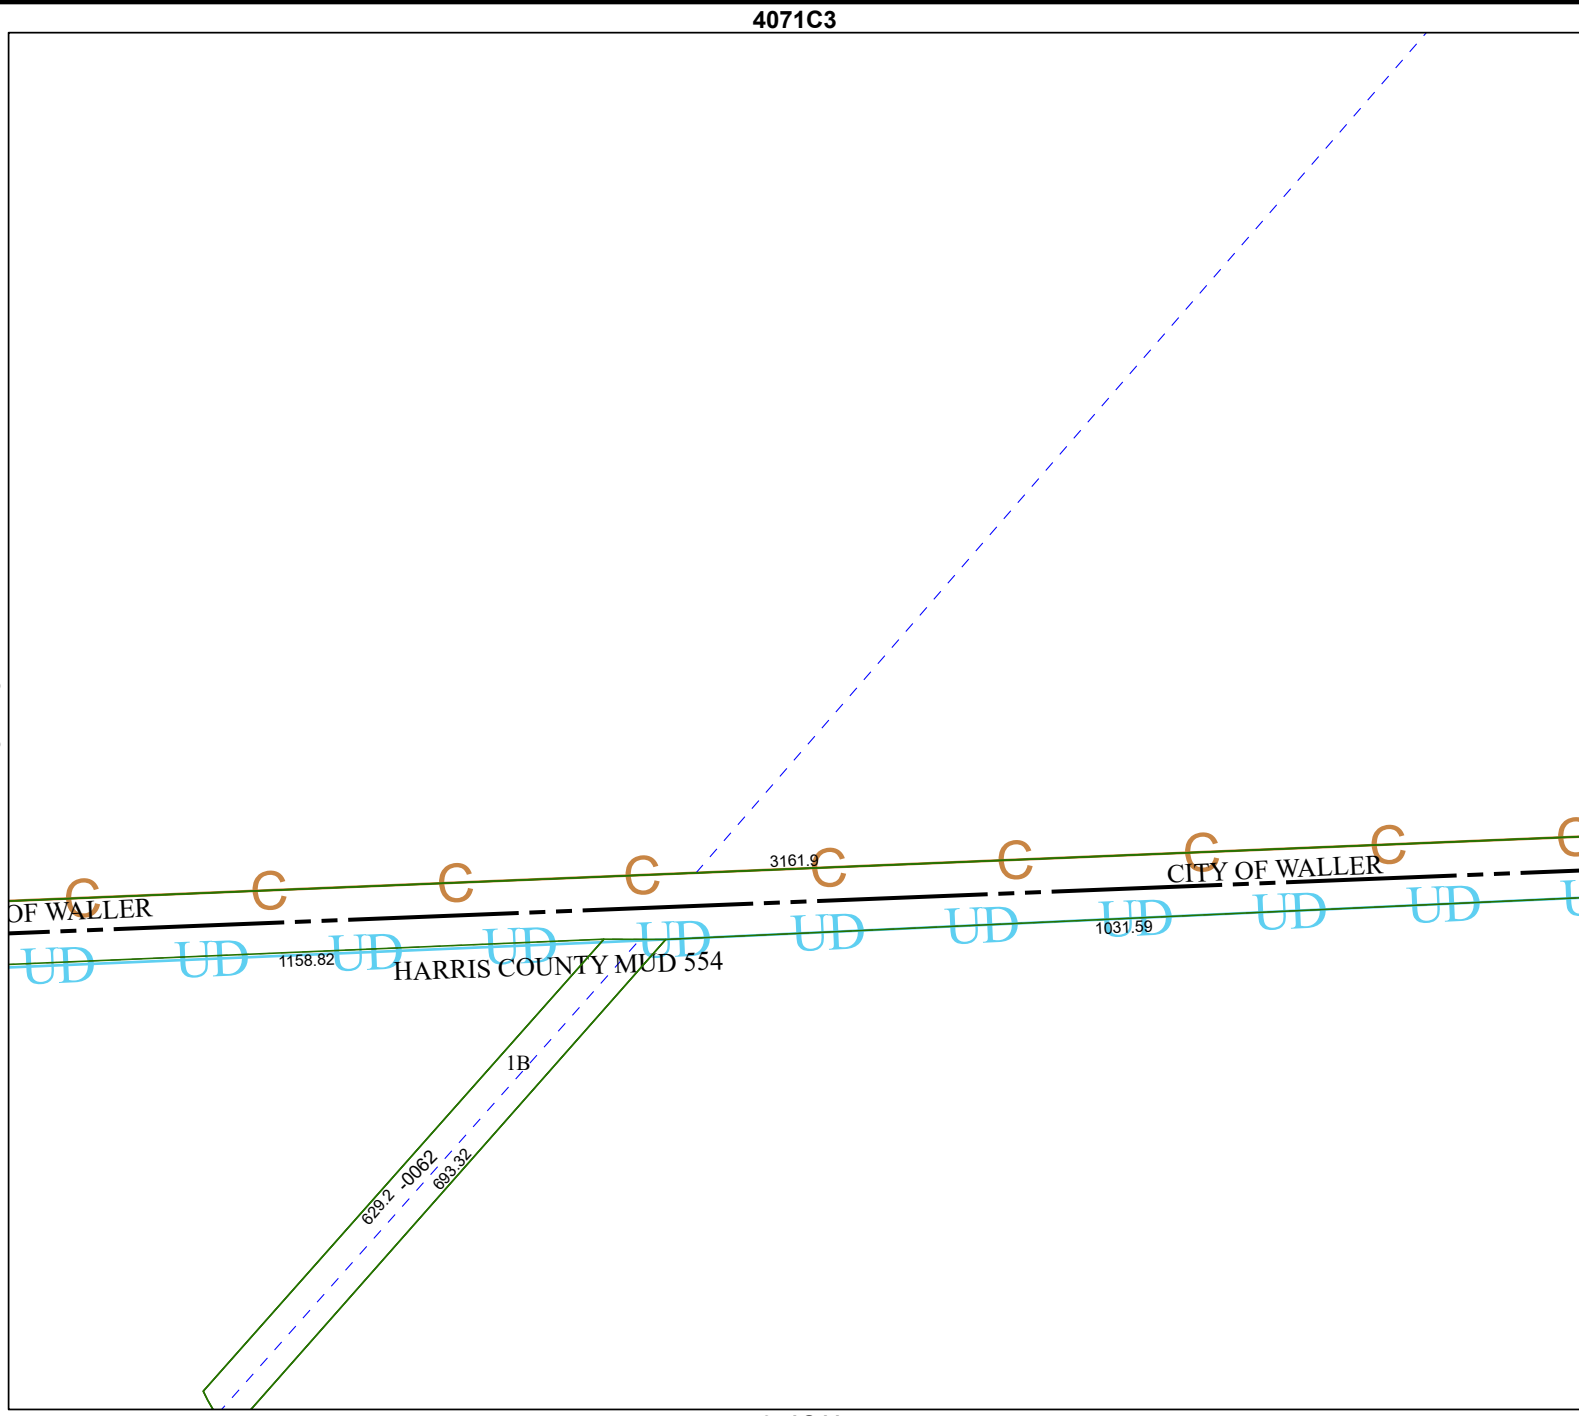 4071C3
C C C C C C C C C
3161.9
CITY OF WALLER
OF WALLER
UD UD UD UD UD UD UD UD UD UD
1031.59
1158.82
HARRIS COUNTY MUD 554
1B
-0062
693.32
629.2